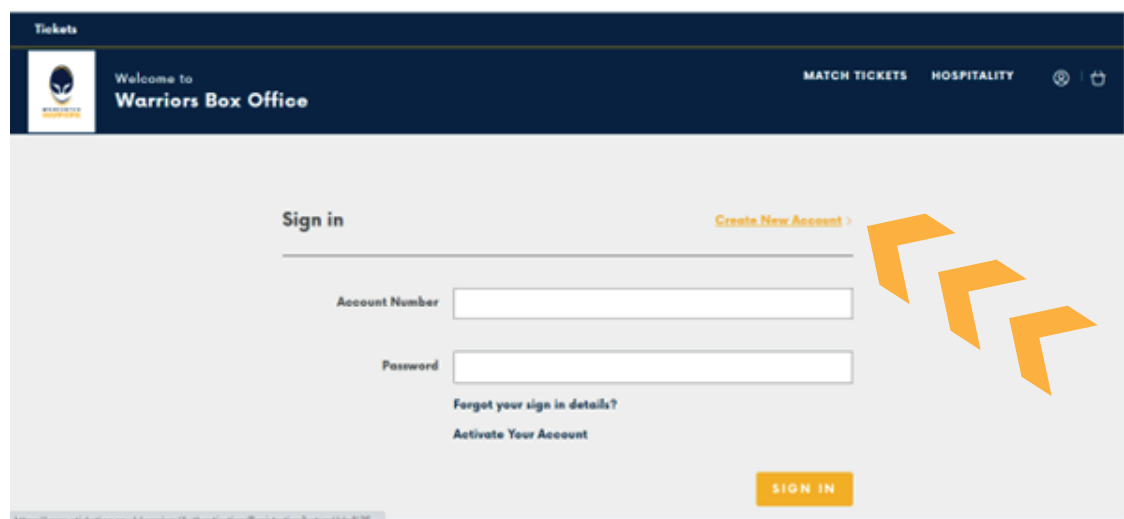 Tickets
Welcome to
Warriors Box Office
MATCH TICKETS HOSPITALITY
WARRIORS
Sign in
Create New Account >
Account Number
Password
Forgot your sign in details?
Activate Your Account
SIGN IN